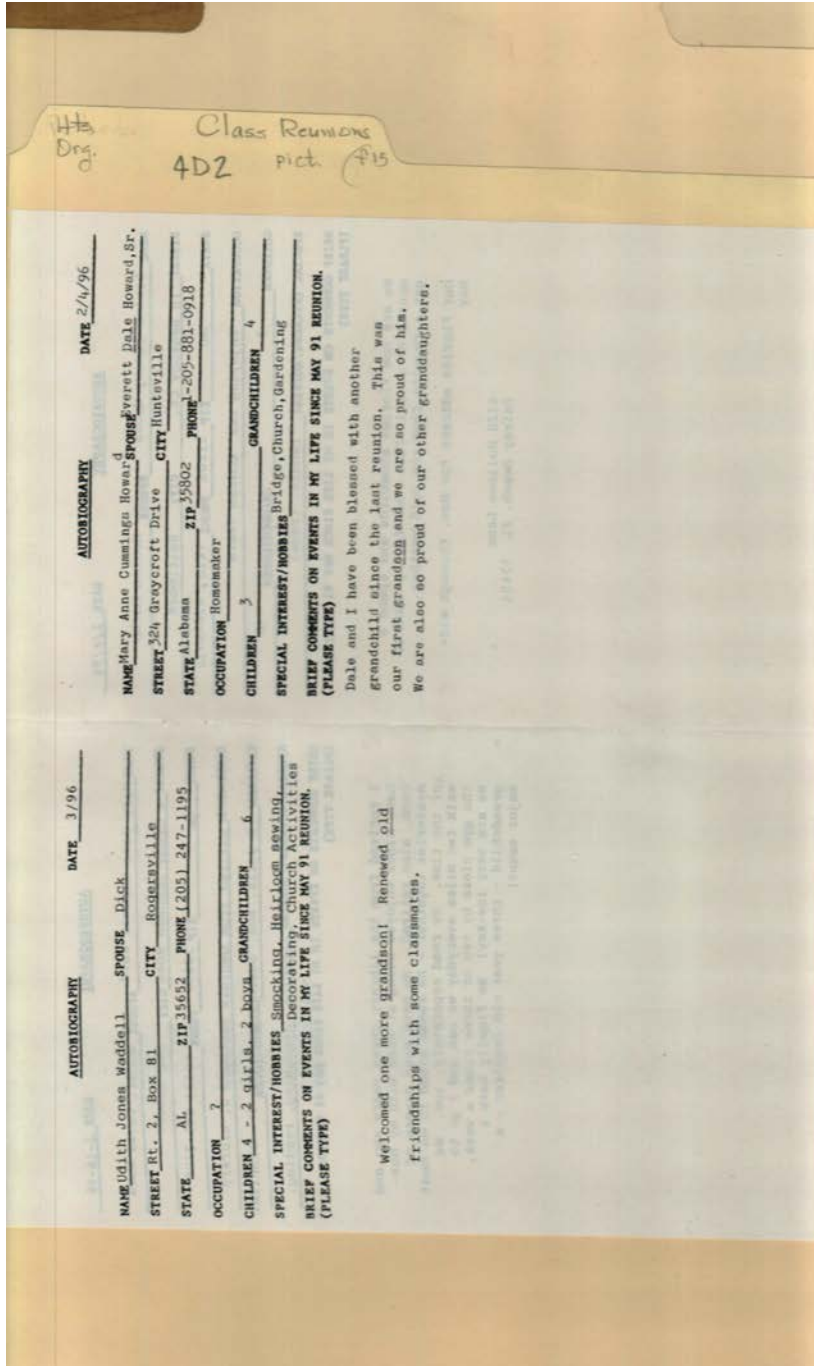 Hts Class Reunions
Org. 4D2 pict.
AUTOBIOGRAPHY DATE 3/96
NAME Udith Jones Waddell SPOUSE Dick
STREET Rt. 2, Box 81 CITY Rogersville
STATE AL ZIP 35652 PHONE (205) 247-1195
OCCUPATION ?
CHILDREN 4 - 2 girls, 2 boys GRANDCHILDREN 6
SPECIAL INTEREST/HOBBIES Smocking, Heirloom sewing,
Decorating, Church Activities
BRIEF COMMENTS ON EVENTS IN MY LIFE SINCE MAY 91 REUNION.
(PLEASE TYPE)
Welcomed one more grandson! Renewed old
friendships with some classmates.
AUTOBIOGRAPHY DATE 2/4/96
NAME Mary Anne Cummings Howard SPOUSE Everett Dale Howard,Sr.
STREET 324 Graycroft Drive CITY Huntsville
STATE Alabama ZIP 35802 PHONE 1-205-881-0918
OCCUPATION Homemaker
CHILDREN 3 GRANDCHILDREN 4
SPECIAL INTEREST/HOBBIES Bridge,Church,Gardening
BRIEF COMMENTS ON EVENTS IN MY LIFE SINCE MAY 91 REUNION.
(PLEASE TYPE)
Dale and I have been blessed with another
grandchild since the last reunion. This was
our first grandson and we are so proud of him.
We are also so proud of our other granddaughters.